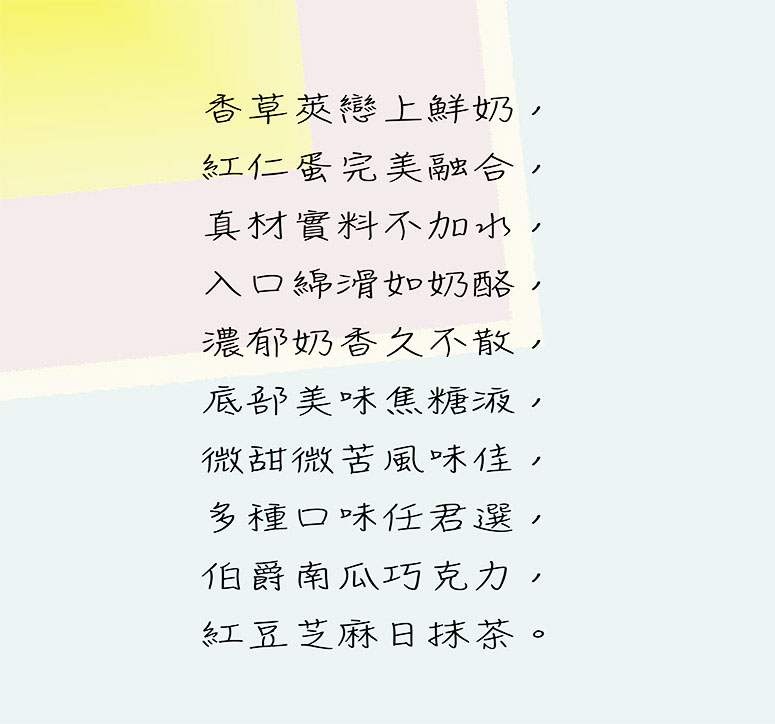 香草莢戀上鮮奶，
紅仁蛋完美融合，
真材實料不加水，
入口綿滑如奶酪，
濃郁奶香久不散，
底部美味焦糖液，
微甜微苦風味佳，
多種口味任君選，
伯爵南瓜巧克力，
紅豆芝麻日抹茶。